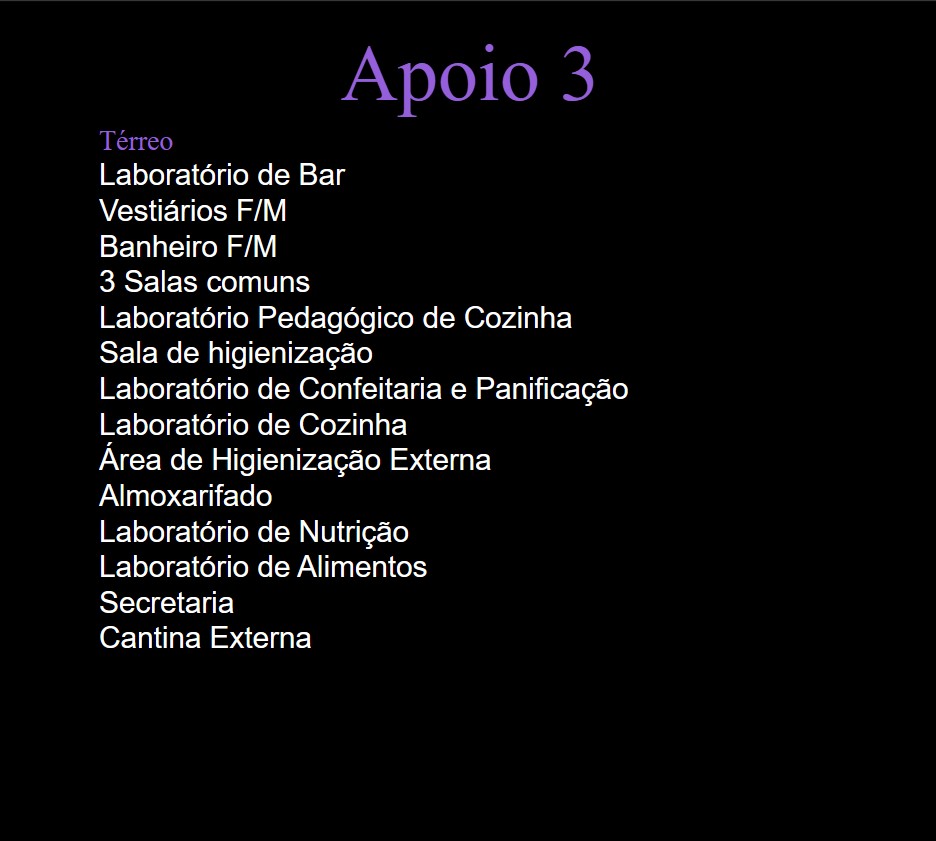 Apoio 3
Térreo
Laboratório de Bar
Vestiários F/M
Banheiro F/M
3 Salas comuns
Laboratório Pedagógico de Cozinha
Sala de higienização
Laboratório de Confeitaria e Panificação
Laboratório de Cozinha
Área de Higienização Externa
Almoxarifado
Laboratório de Nutrição
Laboratório de Alimentos
Secretaria
Cantina Externa